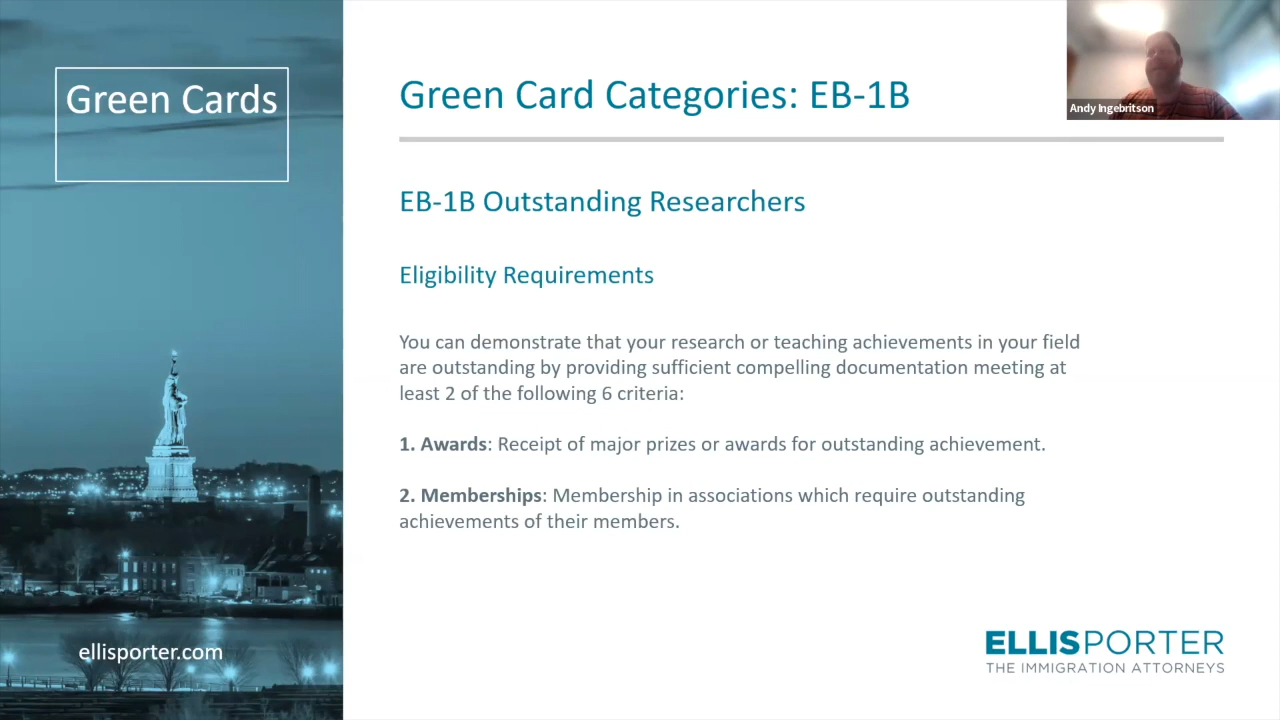 Green Cards
Green Card Categories: EB-1B
Andy Ingebritson
EB-1B Outstanding Researchers
Eligibility Requirements
You can demonstrate that your research or teaching achievements in your field
are outstanding by providing sufficient compelling documentation meeting at
least 2 of the following 6 criteria:
1. Awards: Receipt of major prizes or awards for outstanding achievement.
2. Memberships: Membership in associations which require outstanding
achievements of their members.
ellisporter.com
ELLISPORTER
THE IMMIGRATION ATTORNEYS